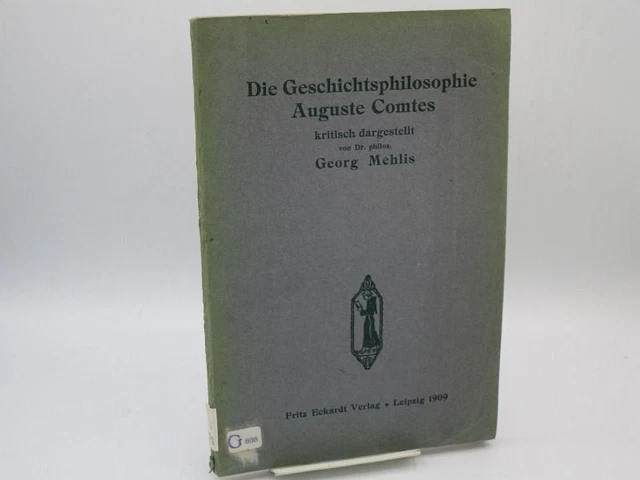 Die Geschichtsphilosophie
Auguste Comtes
kritisch dargestellt
von Dr. philos.
Georg Mehlis
Fritz Eckardt Verlag • Leipzig 1909
G